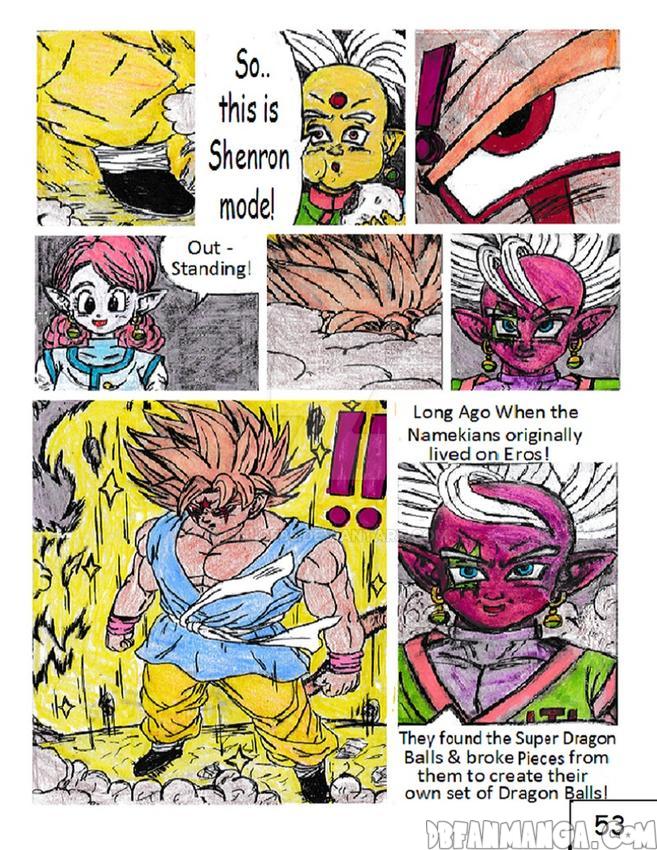 So..
this is
Shenron
mode!
!
Out -
Standing!
!!
Long Ago When the
Namekians originally
lived on Eros!
They found the Super Dragon
Balls & broke Pieces from
them to create their
own set of Dragon Balls!
53
DBFANMANGA.COM